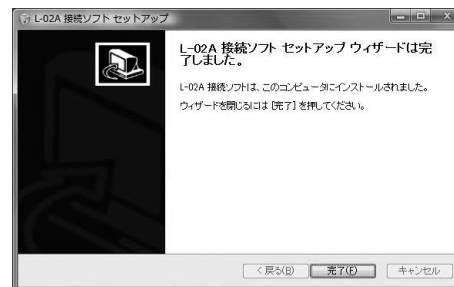 L-02A 接続ソフト セットアップ
L-02A 接続ソフト セットアップ ウィザードは完
了しました。
L-02A 接続ソフトは、このコンピュータにインストールされました。
ウィザードを閉じるには [完了] を押してください。
< 戻る(B)
完了(F)
キャンセル